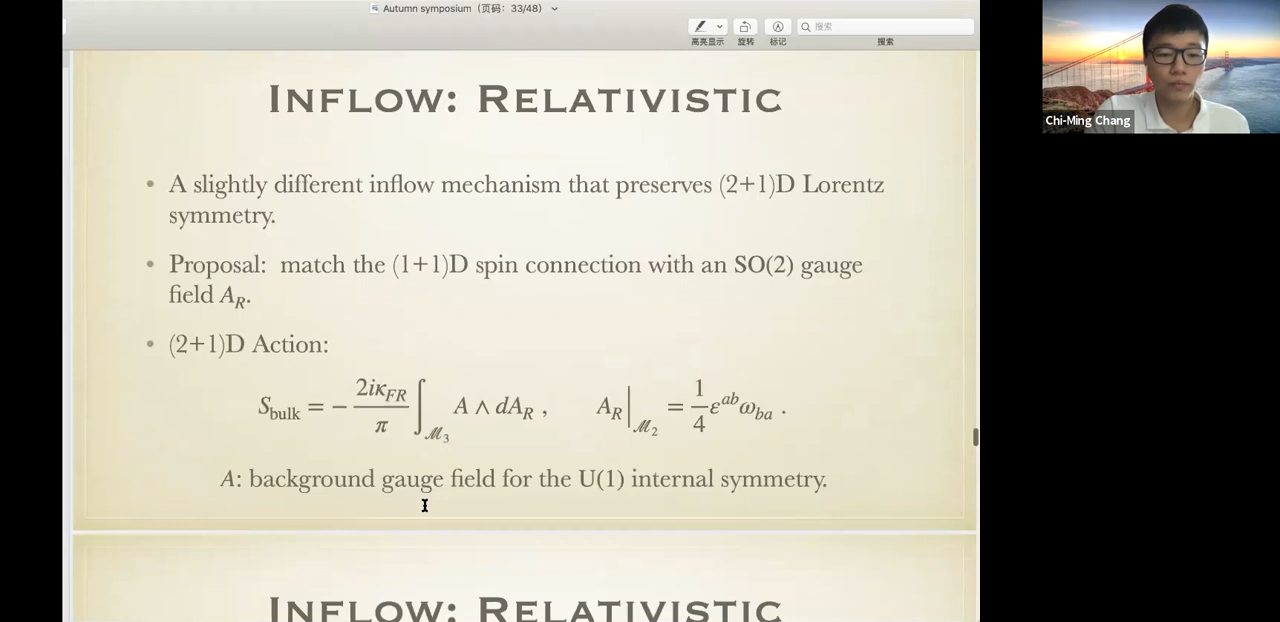 Autumn symposium（页码：33/48）
搜索
高亮显示 旋转 标记 搜索
Chi-Ming Chang
INFLOW: RELATIVISTIC
• A slightly different inflow mechanism that preserves (2+1)D Lorentz
symmetry.
• Proposal: match the (1+1)D spin connection with an SO(2) gauge
field A_R.
• (2+1)D Action:
S_bulk = − 2iκ_FR/π ∫_ℳ₃ A ∧ dA_R , A_R|_ℳ₂ = 1/4 ε^{ab}ω_{ba} .
A: background gauge field for the U(1) internal symmetry.
INFLOW: RELATIVISTIC